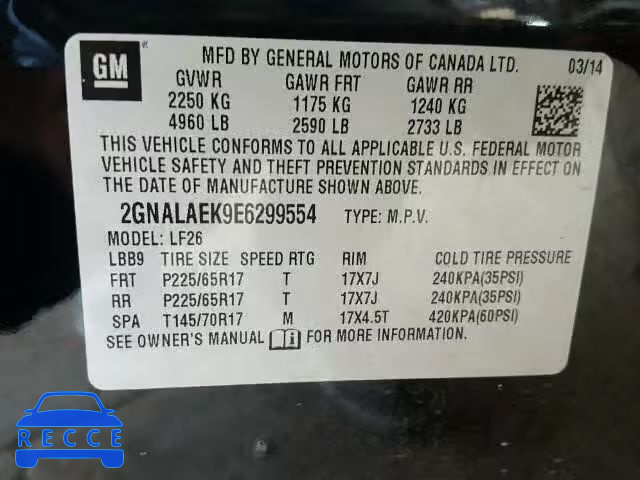 GM
MFD BY GENERAL MOTORS OF CANADA LTD. 03/14
GVWR GAWR FRT GAWR RR
2250 KG 1175 KG 1240 KG
4960 LB 2590 LB 2733 LB
THIS VEHICLE CONFORMS TO ALL APPLICABLE U.S. FEDERAL MOTOR
VEHICLE SAFETY AND THEFT PREVENTION STANDARDS IN EFFECT ON
THE DATE OF MANUFACTURE SHOWN ABOVE.
2GNALAEK9E6299554 TYPE: M.P.V.
MODEL: LF26
LBB9 TIRE SIZE SPEED RTG RIM COLD TIRE PRESSURE
FRT P225/65R17 T 17X7J 240KPA(35PSI)
RR P225/65R17 T 17X7J 240KPA(35PSI)
SPA T145/70R17 M 17X4.5T 420KPA(60PSI)
SEE OWNER'S MANUAL i FOR MORE INFORMATION.
RECCE